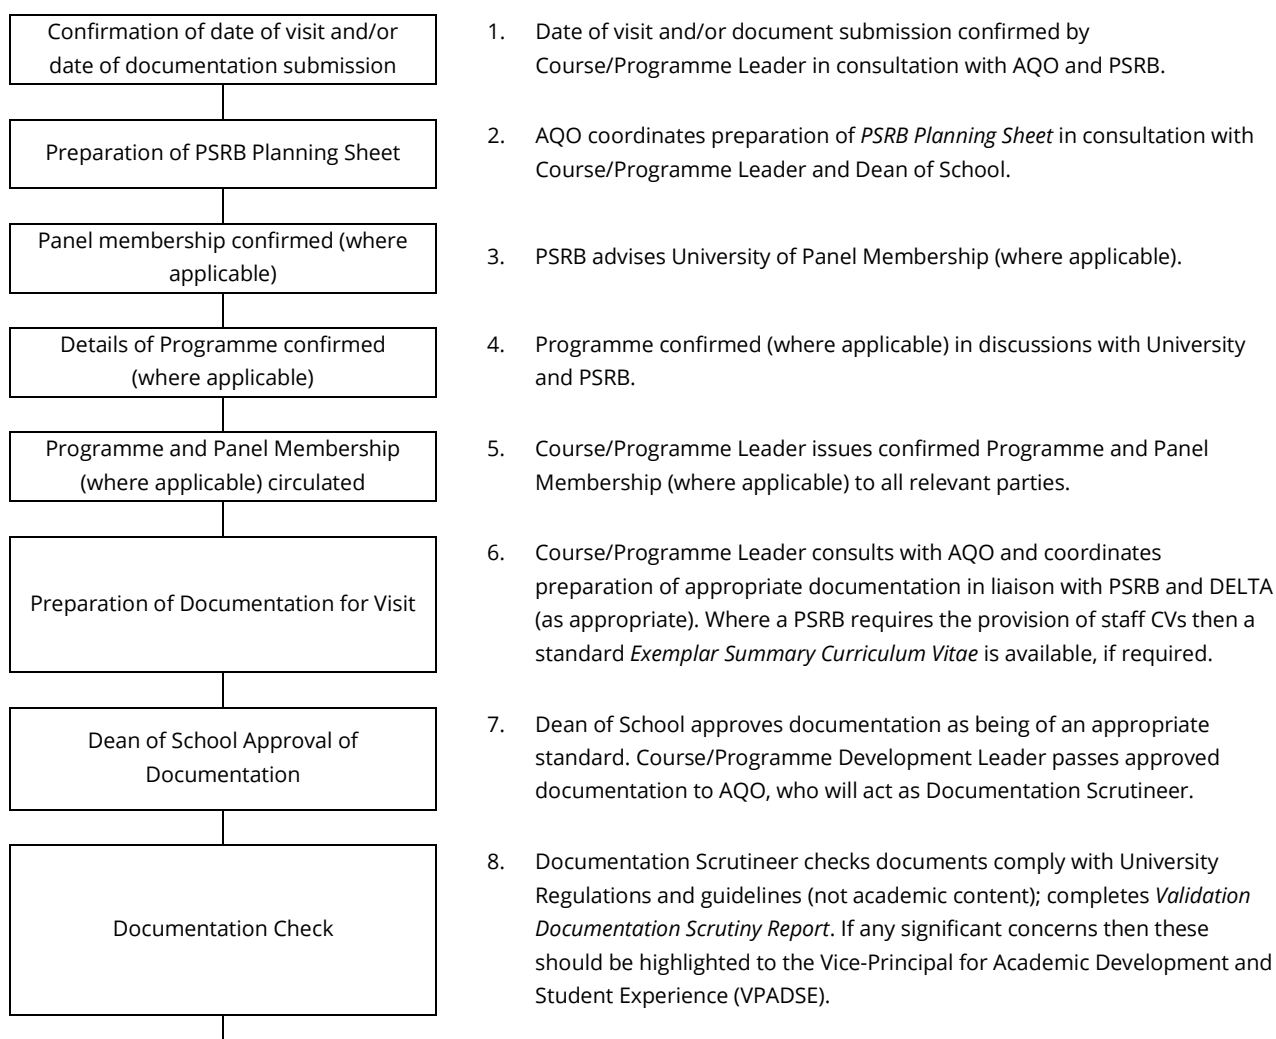 Confirmation of date of visit and/or
date of documentation submission
1. Date of visit and/or document submission confirmed by
Course/Programme Leader in consultation with AQO and PSRB.
Preparation of PSRB Planning Sheet
2. AQO coordinates preparation of PSRB Planning Sheet in consultation with
Course/Programme Leader and Dean of School.
Panel membership confirmed (where
applicable)
3. PSRB advises University of Panel Membership (where applicable).
Details of Programme confirmed
(where applicable)
4. Programme confirmed (where applicable) in discussions with University
and PSRB.
Programme and Panel Membership
(where applicable) circulated
5. Course/Programme Leader issues confirmed Programme and Panel
Membership (where applicable) to all relevant parties.
Preparation of Documentation for Visit
6. Course/Programme Leader consults with AQO and coordinates
preparation of appropriate documentation in liaison with PSRB and DELTA
(as appropriate). Where a PSRB requires the provision of staff CVs then a
standard Exemplar Summary Curriculum Vitae is available, if required.
Dean of School Approval of
Documentation
7. Dean of School approves documentation as being of an appropriate
standard. Course/Programme Development Leader passes approved
documentation to AQO, who will act as Documentation Scrutineer.
Documentation Check
8. Documentation Scrutineer checks documents comply with University
Regulations and guidelines (not academic content); completes Validation
Documentation Scrutiny Report. If any significant concerns then these
should be highlighted to the Vice-Principal for Academic Development and
Student Experience (VPADSE).